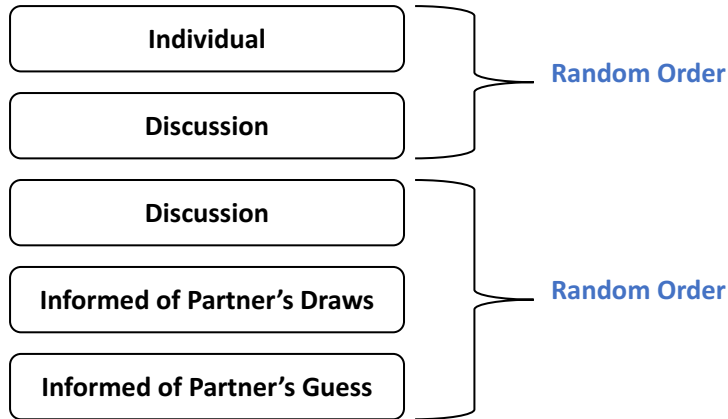 Individual
Random Order
Discussion
Discussion
Informed of Partner’s Draws
Random Order
Informed of Partner’s Guess